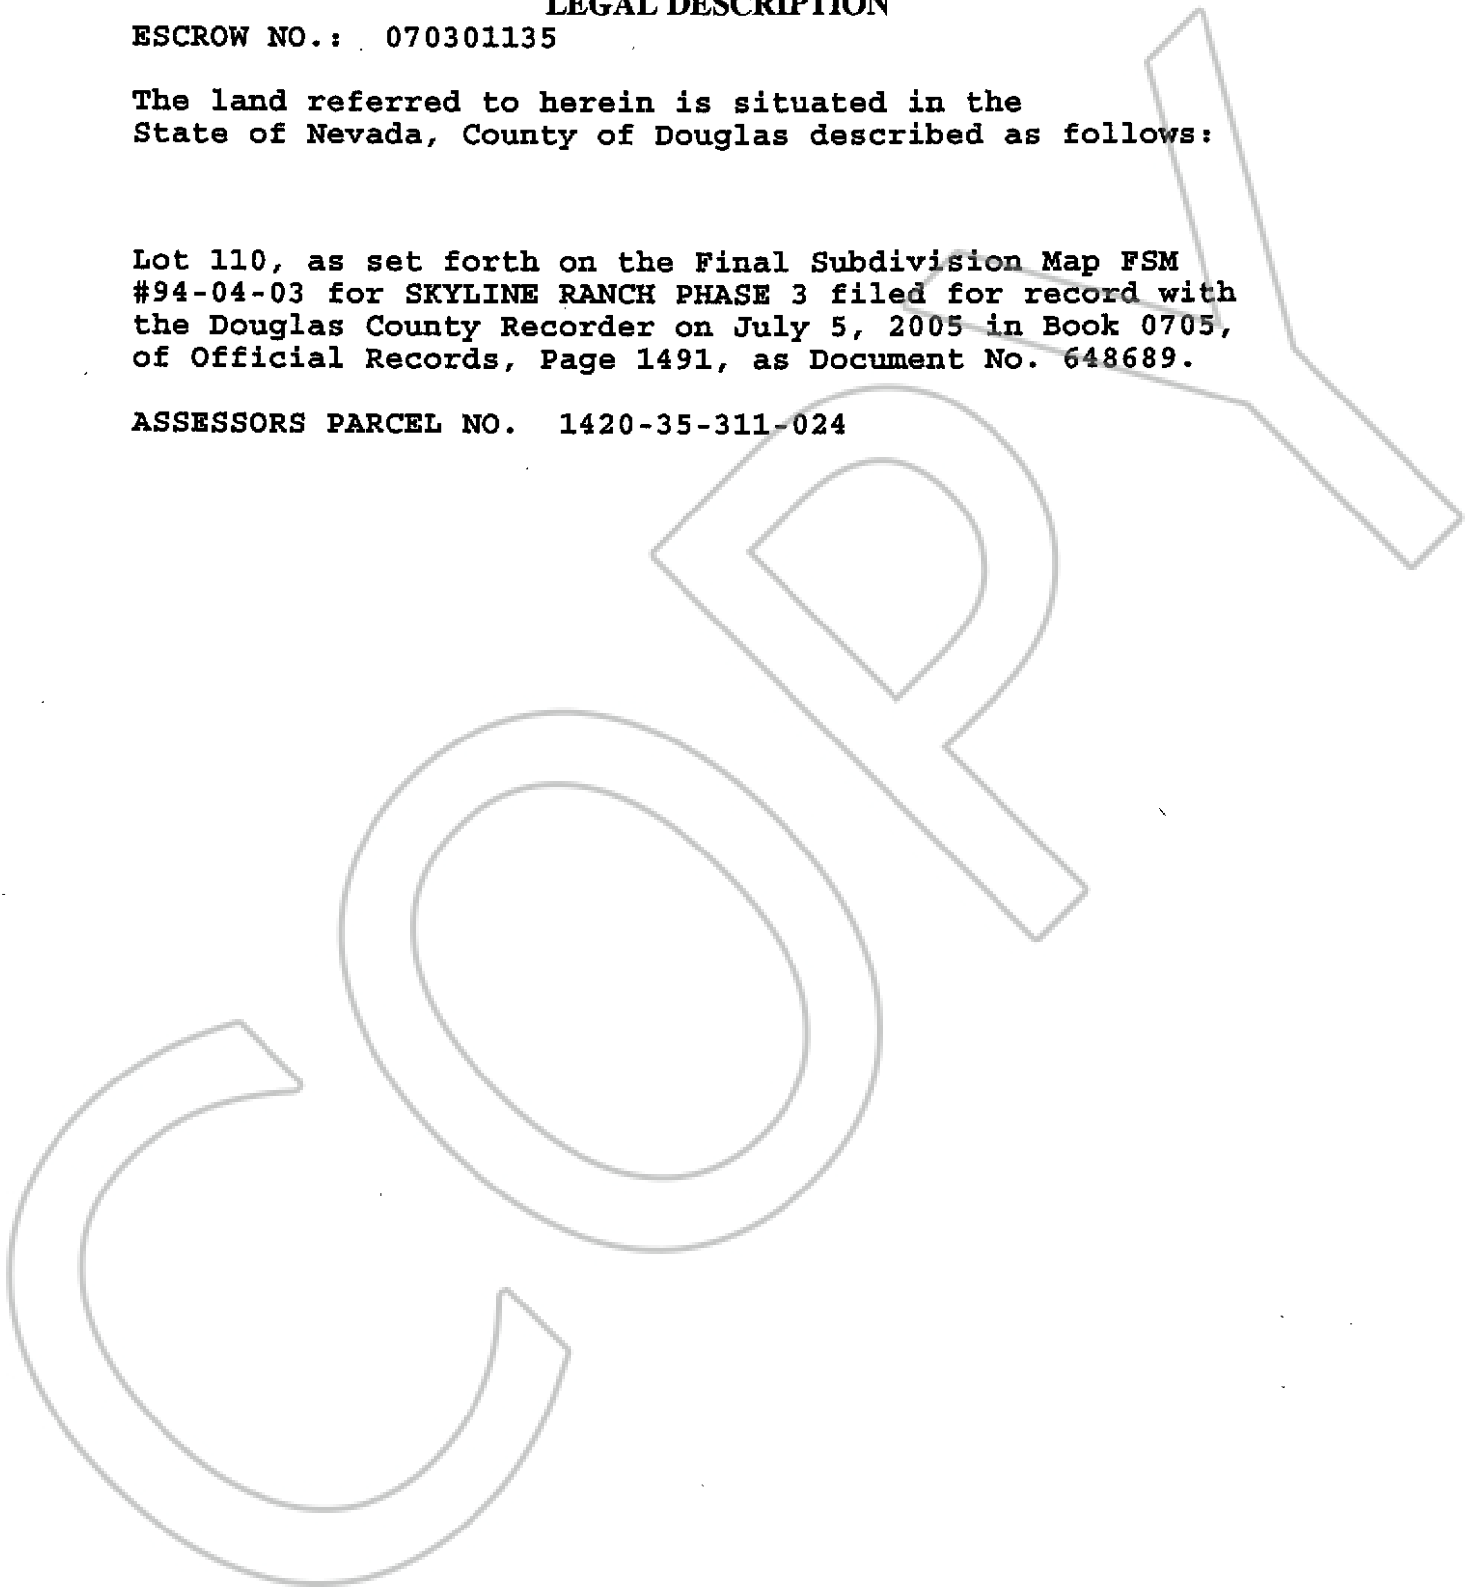 LEGAL DESCRIPTION
ESCROW NO.: 070301135
The land referred to herein is situated in the
State of Nevada, County of Douglas described as follows:
Lot 110, as set forth on the Final Subdivision Map FSM
#94-04-03 for SKYLINE RANCH PHASE 3 filed for record with
the Douglas County Recorder on July 5, 2005 in Book 0705,
of Official Records, Page 1491, as Document No. 648689.
ASSESSORS PARCEL NO. 1420-35-311-024
COPY